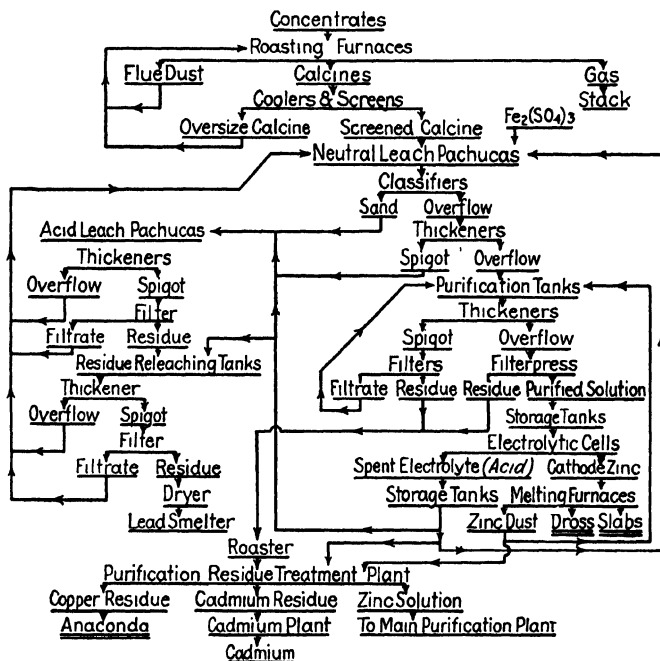 Concentrates
Roasting Furnaces
Flue Dust Calcines Gas
Coolers & Screens Stack
Oversize Calcine Screened Calcine Fe2(SO4)3
Neutral Leach Pachucas
Classifiers
Sand Overflow
Acid Leach Pachucas Thickeners
Thickeners Spigot Overflow
Overflow Spigot Purification Tanks
Filter Thickeners
Filtrate Residue Spigot Overflow
Residue Releaching Tanks Filters Filterpress
Thickener Filtrate Residue Residue Purified Solution
Overflow Spigot Storage Tanks
Filter Electrolytic Cells
Filtrate Residue Spent Electrolyte (Acid) Cathode Zinc
Dryer Storage Tanks Melting Furnaces
Lead Smelter Zinc Dust Dross Slabs
Roaster
Purification Residue Treatment Plant
Copper Residue Cadmium Residue Zinc Solution
Anaconda Cadmium Plant To Main Purification Plant
Cadmium